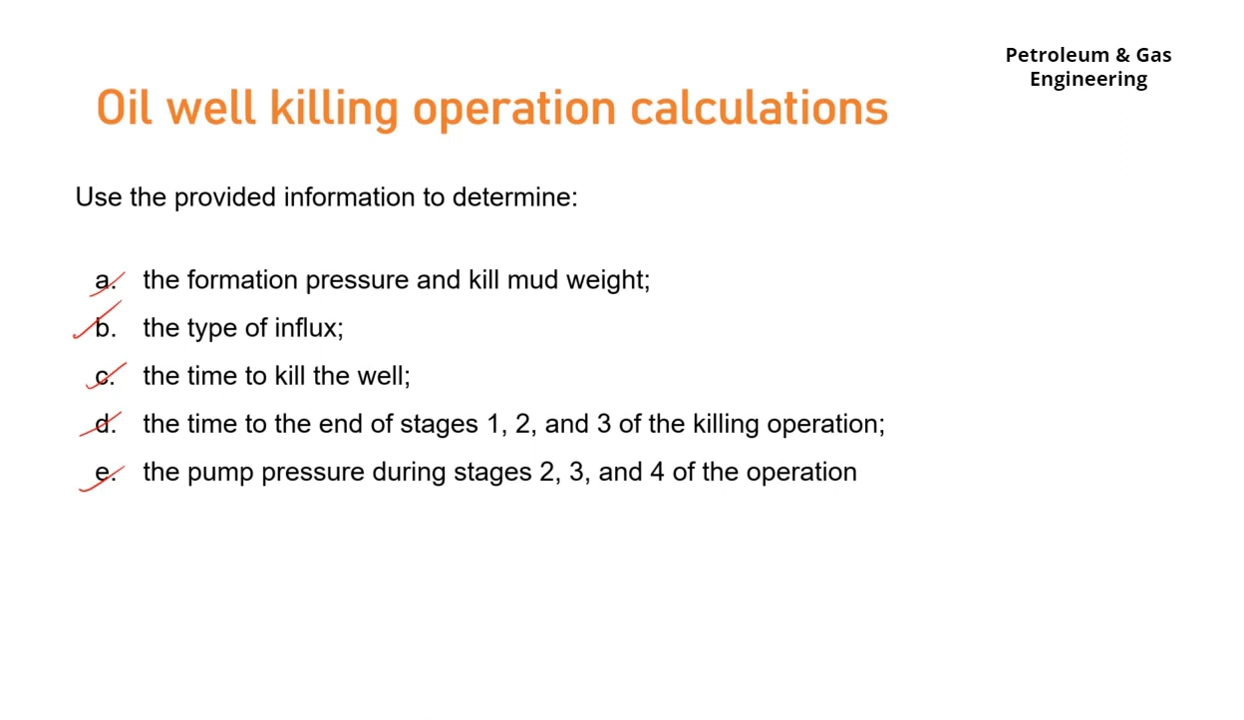 Petroleum & Gas
Engineering
Oil well killing operation calculations
Use the provided information to determine:
a. the formation pressure and kill mud weight;
b. the type of influx;
c. the time to kill the well;
d. the time to the end of stages 1, 2, and 3 of the killing operation;
e. the pump pressure during stages 2, 3, and 4 of the operation